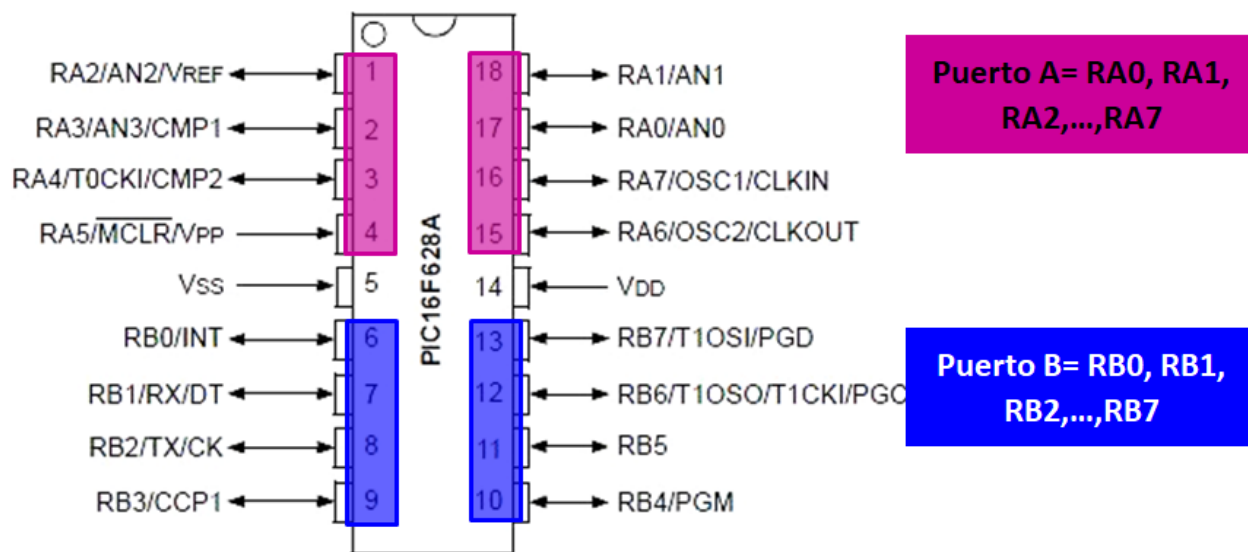 RA2/AN2/VREF
1
18
RA1/AN1
RA3/AN3/CMP1
2
17
RA0/AN0
RA4/T0CKI/CMP2
3
16
RA7/OSC1/CLKIN
RA5/MCLR/VPP
4
15
RA6/OSC2/CLKOUT
VSS
5
14
VDD
RB0/INT
6
13
RB7/T1OSI/PGD
RB1/RX/DT
7
12
RB6/T1OSO/T1CKI/PGC
RB2/TX/CK
8
11
RB5
RB3/CCP1
9
10
RB4/PGM
PIC16F628A
Puerto A= RA0, RA1,
RA2,...,RA7
Puerto B= RB0, RB1,
RB2,...,RB7